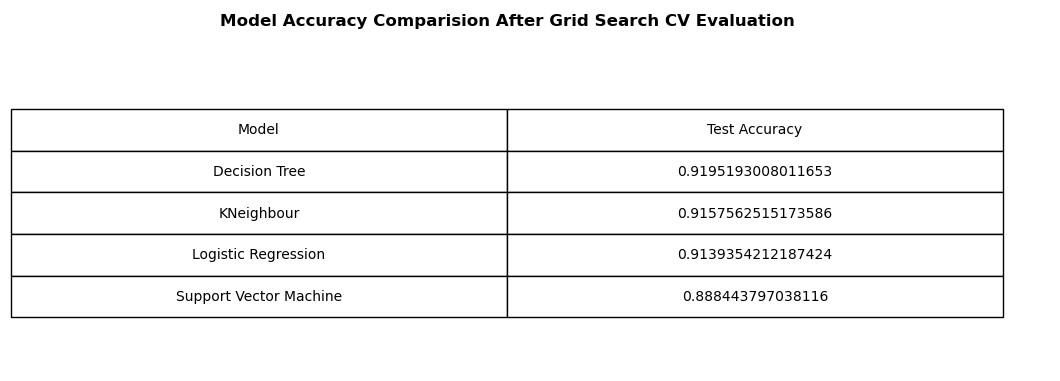 Model Accuracy Comparision After Grid Search CV Evaluation
Model Test Accuracy
Decision Tree 0.9195193008011653
KNeighbour 0.9157562515173586
Logistic Regression 0.9139354212187424
Support Vector Machine 0.888443797038116